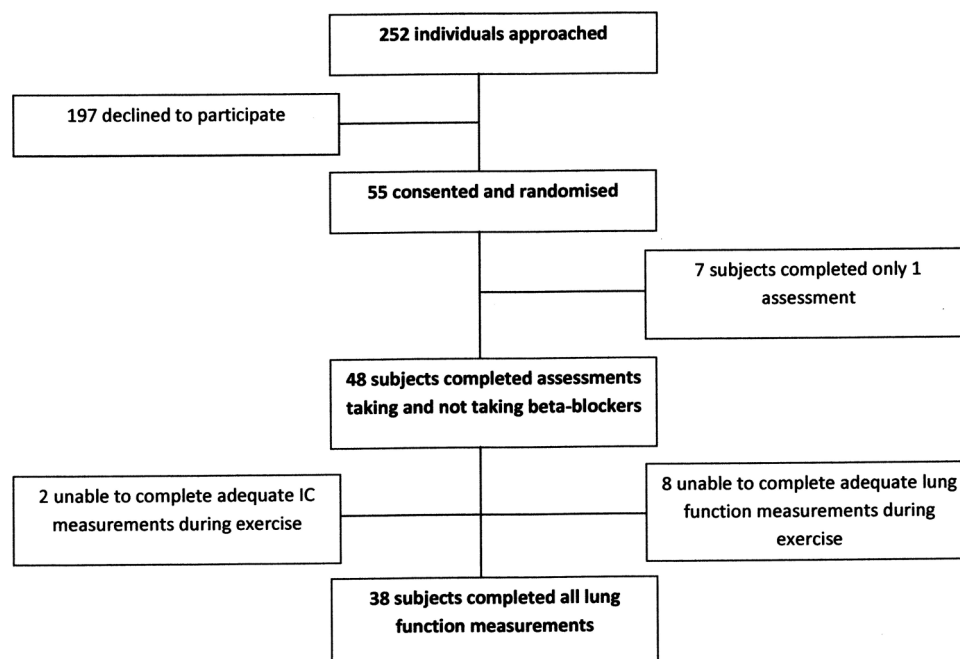 252 individuals approached
197 declined to participate
55 consented and randomised
7 subjects completed only 1
assessment
48 subjects completed assessments
taking and not taking beta-blockers
2 unable to complete adequate IC
measurements during exercise
8 unable to complete adequate lung
function measurements during
exercise
38 subjects completed all lung
function measurements